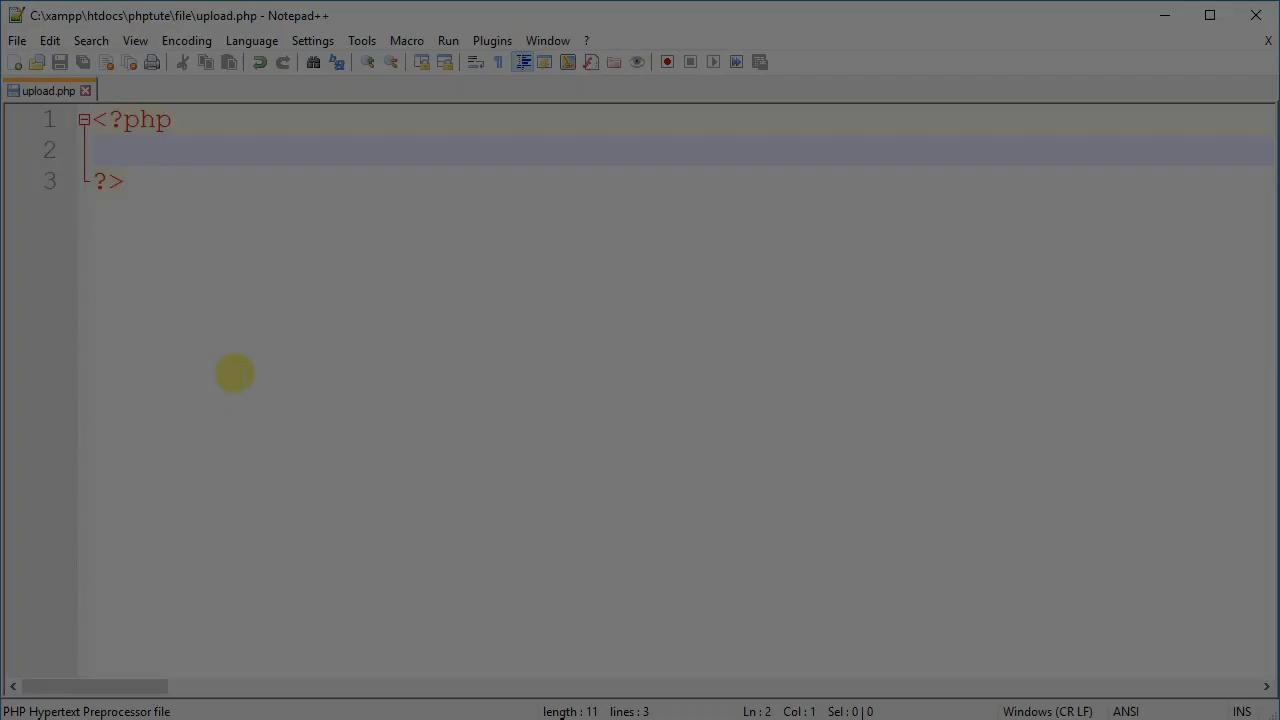 C:\xampp\htdocs\phptute\file\upload.php - Notepad++
File Edit Search View Encoding Language Settings Tools Macro Run Plugins Window ? X
upload.php
1 <?php
2
3 ?>
PHP Hypertext Preprocessor file length : 11 lines : 3 Ln : 2 Col : 1 Sel : 0 | 0 Windows (CR LF) ANSI INS